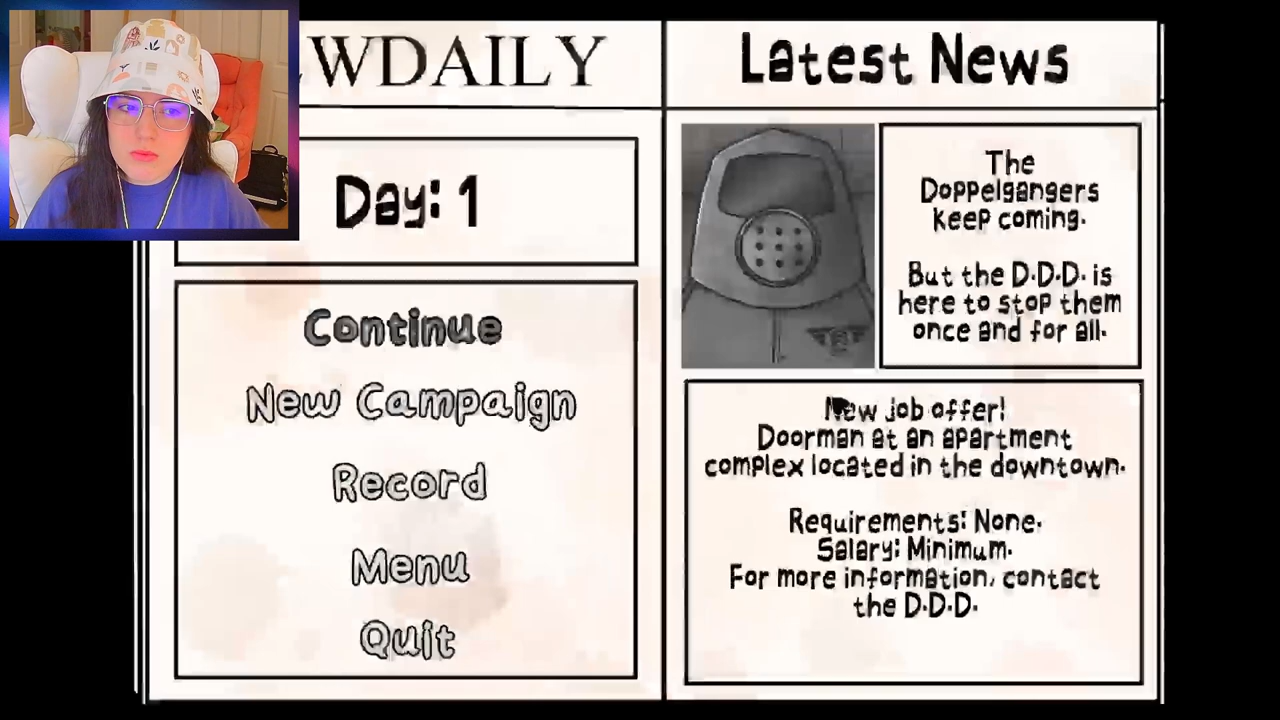 WDAILY
Day: 1
Continue
New Campaign
Record
Menu
Quit
Latest News
The
Doppelgangers
keep coming.
But the D.D.D. is
here to stop them
once and for all.
New job offer!
Doorman at an apartment
complex located in the downtown.
Requirements: None.
Salary: Minimum.
For more information, contact
the D.D.D.